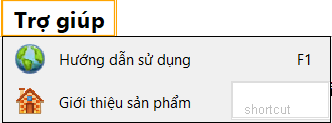 Trợ giúp
Hướng dẫn sử dụng F1
Giới thiệu sản phẩm
shortcut